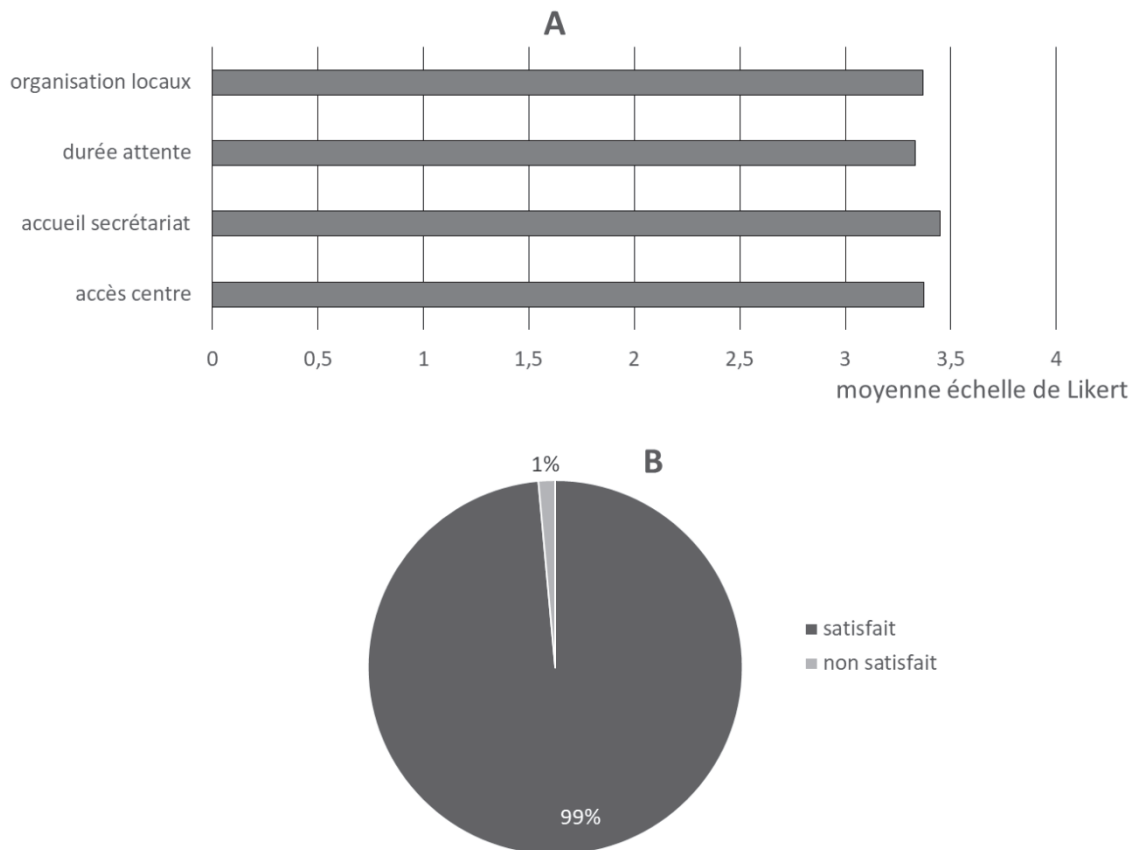 A
organisation locaux
durée attente
accueil secrétariat
accès centre
0 0,5 1 1,5 2 2,5 3 3,5 4
moyenne échelle de Likert
B
1%
satisfait
non satisfait
99%